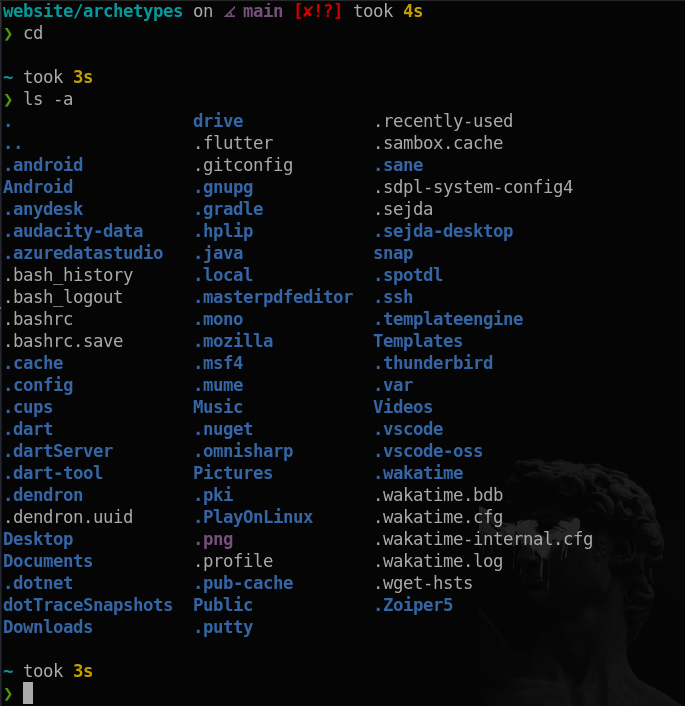 website/archetypes on ⦨ main [✘!?] took 4s
❯ cd
~ took 3s
❯ ls -a
.                  drive             .recently-used
..                 .flutter          .sambox.cache
.android           .gitconfig        .sane
Android            .gnupg            .sdpl-system-config4
.anydesk           .gradle           .sejda
.audacity-data     .hplip            .sejda-desktop
.azuredatastudio   .java             snap
.bash_history      .local            .spotdl
.bash_logout       .masterpdfeditor  .ssh
.bashrc            .mono             .templateengine
.bashrc.save       .mozilla          Templates
.cache             .msf4             .thunderbird
.config            .mume             .var
.cups              Music             Videos
.dart              .nuget            .vscode
.dartServer        .omnisharp        .vscode-oss
.dart-tool         Pictures          .wakatime
.dendron           .pki              .wakatime.bdb
.dendron.uuid      .PlayOnLinux      .wakatime.cfg
Desktop            .png              .wakatime-internal.cfg
Documents          .profile          .wakatime.log
.dotnet            .pub-cache        .wget-hsts
dotTraceSnapshots  Public            .Zoiper5
Downloads          .putty
~ took 3s
❯